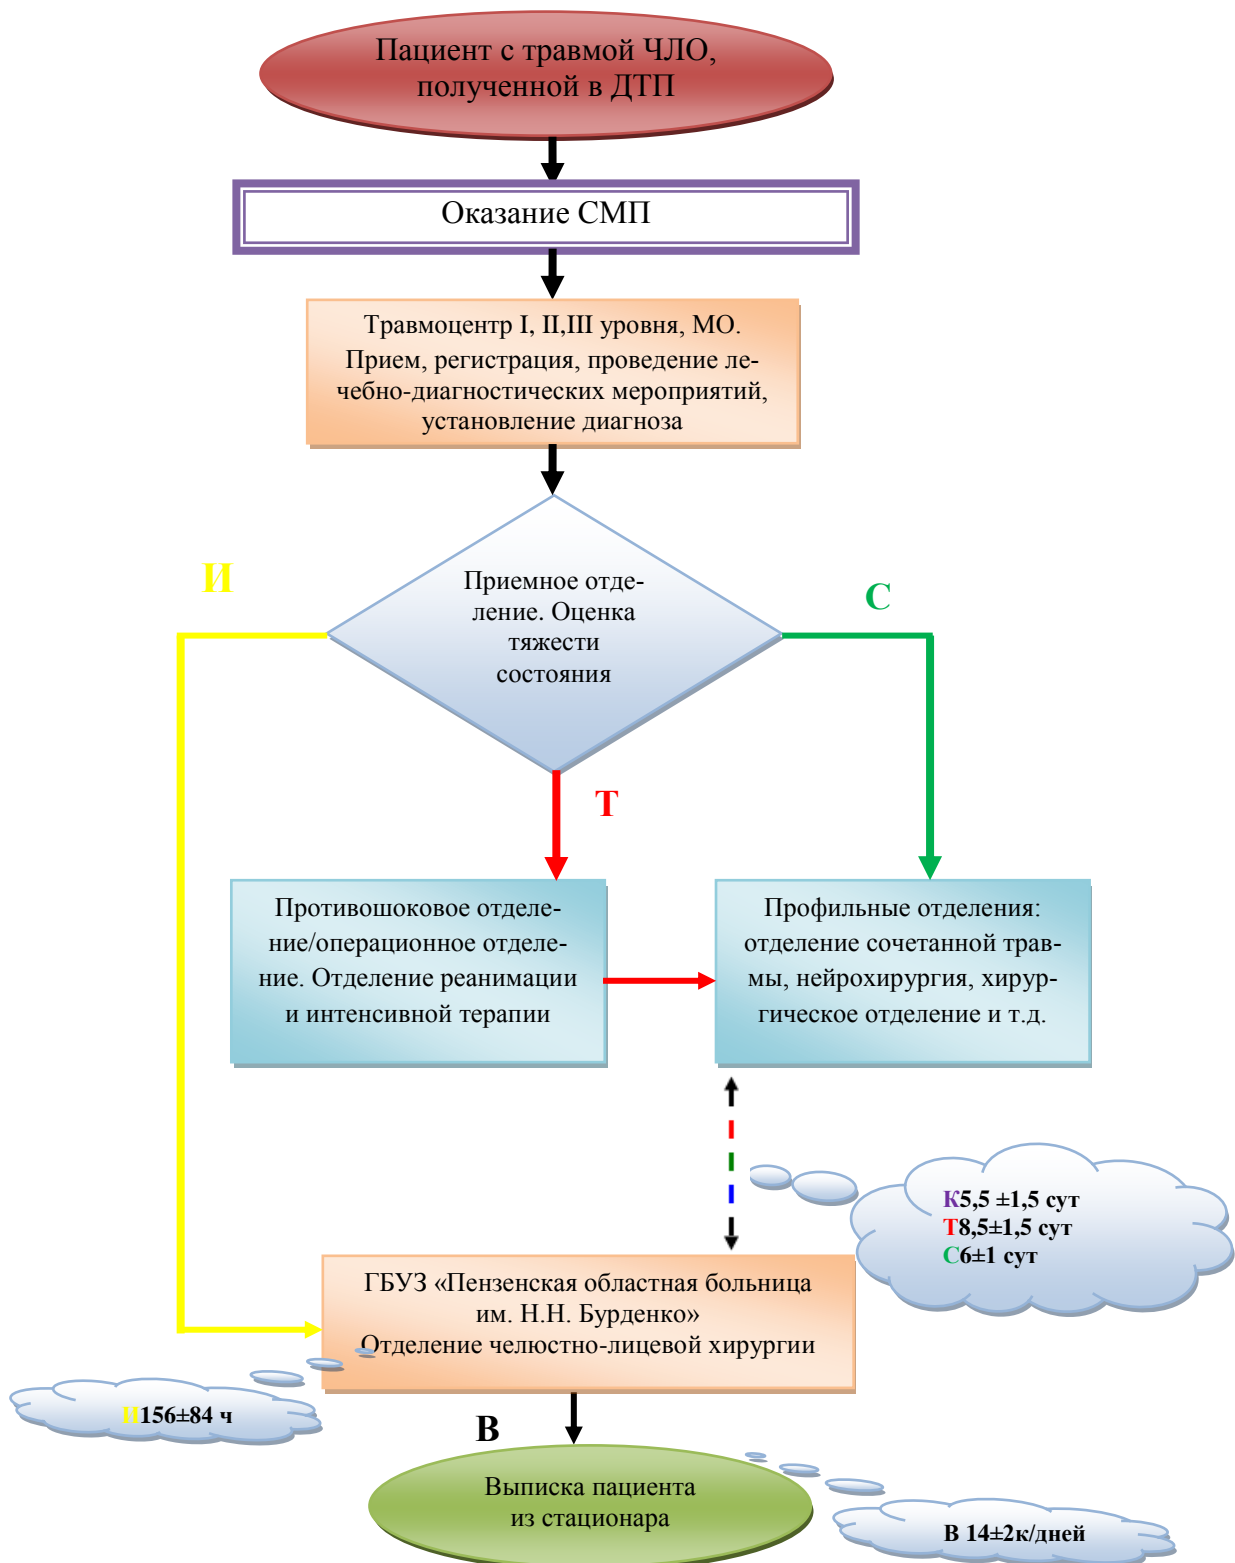 Пациент с травмой ЧЛО,
полученной в ДТП
Оказание СМП
Травмоцентр I, II,III уровня, МО.
Прием, регистрация, проведение ле-
чебно-диагностических мероприятий,
установление диагноза
И
С
Приемное отде-
ление. Оценка
тяжести
состояния
Т
Противошоковое отделе-
ние/операционное отделе-
ние. Отделение реанимации
и интенсивной терапии
Профильные отделения:
отделение сочетанной трав-
мы, нейрохирургия, хирур-
гическое отделение и т.д.
К5,5 ±1,5 сут
Т8,5±1,5 сут
С6±1 сут
ГБУЗ «Пензенская областная больница
им. Н.Н. Бурденко»
Отделение челюстно-лицевой хирургии
И156±84 ч
В
Выписка пациента
из стационара
В 14±2к/дней